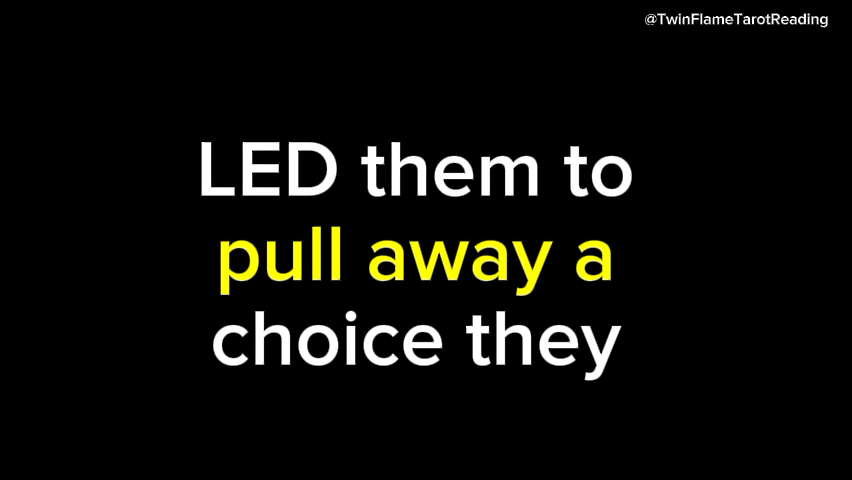 @TwinFlameTarotReading
LED them to
pull away a
choice they